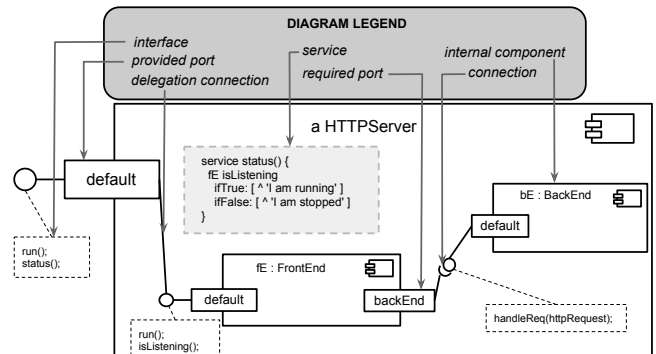 DIAGRAM LEGEND
interface
provided port
delegation connection
service
required port
internal component
connection
a HTTPServer
default
service status() {
fE isListening
ifTrue: [ ^ 'I am running' ]
ifFalse: [ ^ 'I am stopped' ]
}
bE : BackEnd
default
run();
status();
fE : FrontEnd
default
backEnd
handleReq(httpRequest);
run();
isListening();